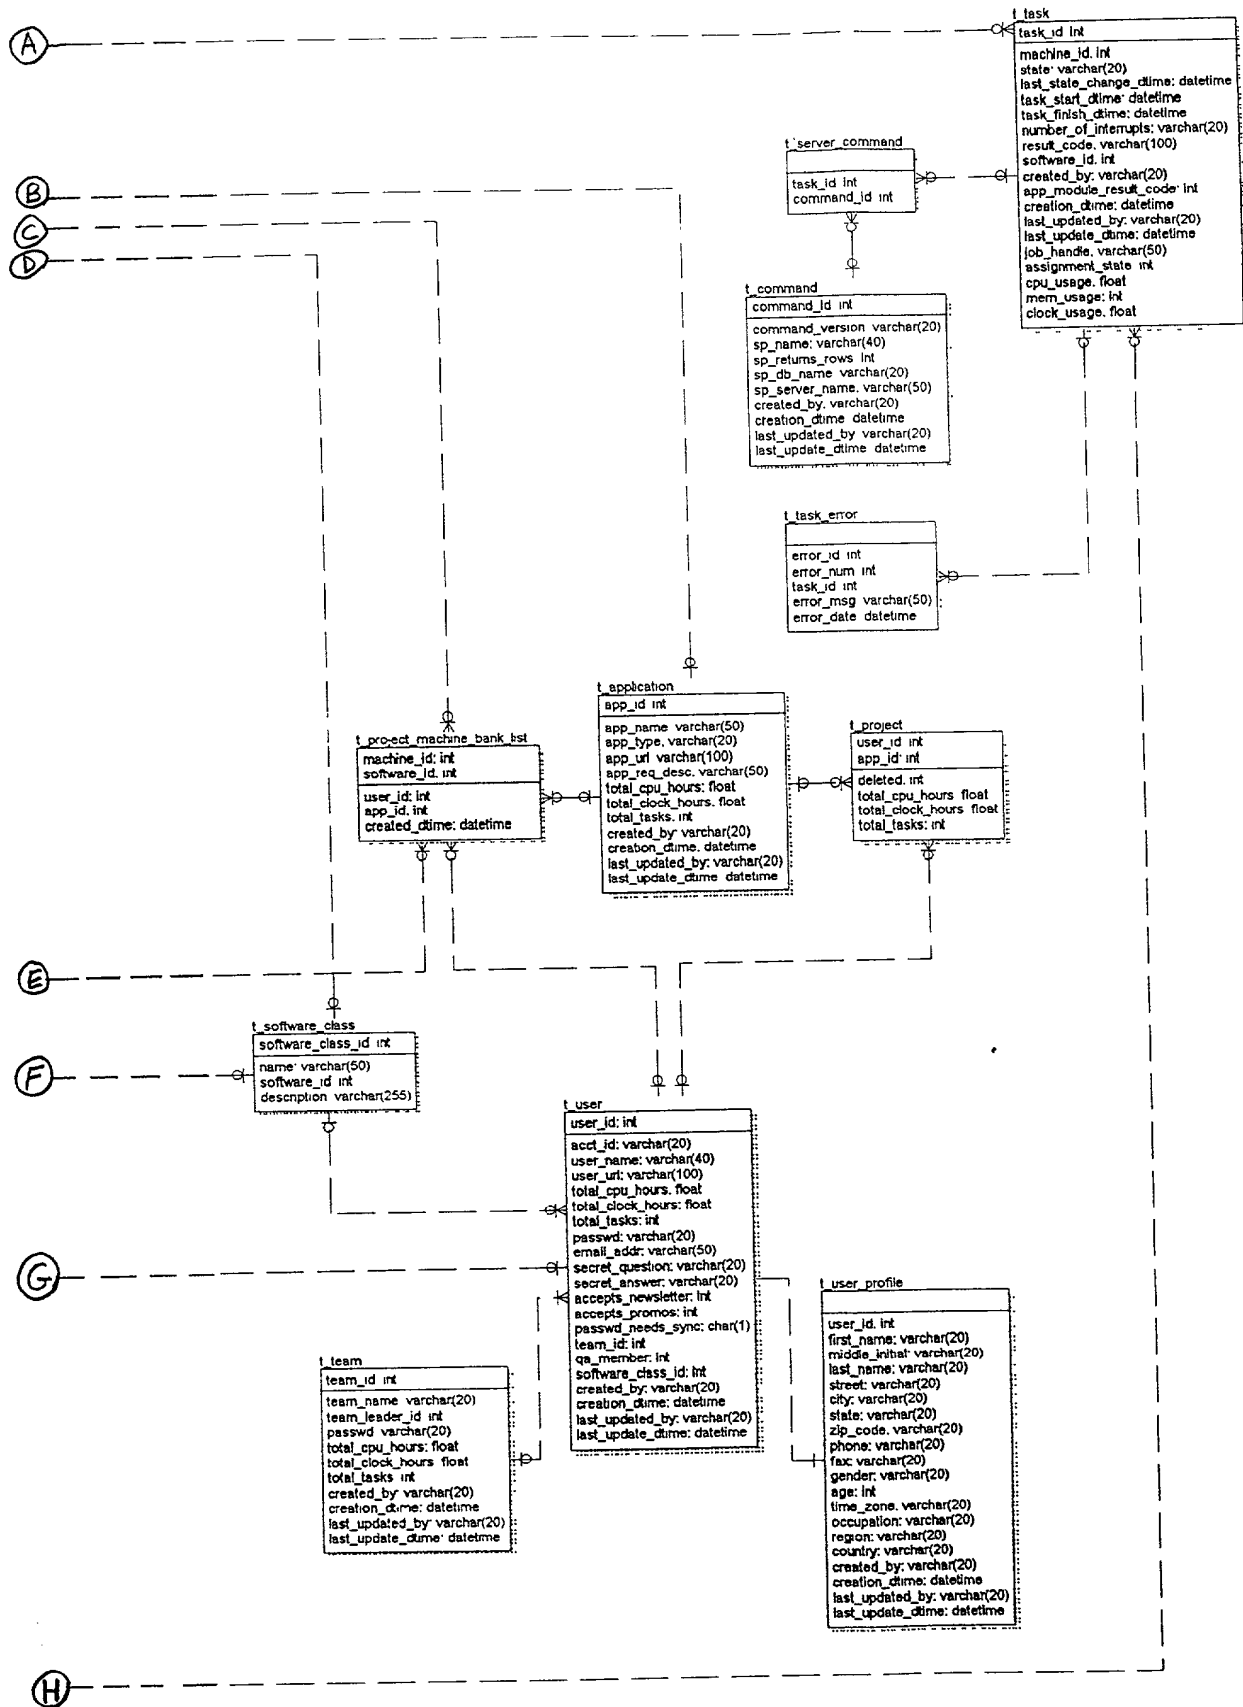 A
t_task
task_id int
machine_id. int
state: varchar(20)
last_state_change_dtime: datetime
task_start_dtime: datetime
task_finish_dtime: datetime
number_of_interrupts: varchar(20)
result_code. varchar(100)
software_id. int
created_by: varchar(20)
app_module_result_code: int
creation_dtime: datetime
last_updated_by: varchar(20)
last_update_dtime: datetime
job_handle. varchar(50)
assignment_state int
cpu_usage. float
mem_usage: int
clock_usage. float
t_server_command
task_id int
command_id int
B
C
D
t_command
command_id int
command_version varchar(20)
sp_name: varchar(40)
sp_returns_rows int
sp_db_name varchar(20)
sp_server_name. varchar(50)
created_by. varchar(20)
creation_dtime datetime
last_updated_by varchar(20)
last_update_dtime datetime
t_task_error
error_id int
error_num int
task_id int
error_msg varchar(50)
error_date datetime
t_application
app_id int
app_name varchar(50)
app_type. varchar(20)
app_url varchar(100)
app_req_desc. varchar(50)
total_cpu_hours: float
total_clock_hours. float
total_tasks. int
created_by: varchar(20)
creation_dtime. datetime
last_updated_by: varchar(20)
last_update_dtime datetime
t_project
user_id int
app_id: int
deleted. int
total_cpu_hours float
total_clock_hours float
total_tasks: int
t_project_machine_bank_list
machine_id: int
software_id. int
user_id: int
app_id. int
created_dtime: datetime
E
t_software_class
software_class_id int
name: varchar(50)
software_id int
description varchar(255)
F
t_user
user_id: int
acct_id: varchar(20)
user_name: varchar(40)
user_url: varchar(100)
total_cpu_hours. float
total_clock_hours: float
total_tasks: int
passwd: varchar(20)
email_addr: varchar(50)
secret_question: varchar(20)
secret_answer: varchar(20)
accepts_newsletter: int
accepts_promos: int
passwd_needs_sync: char(1)
team_id: int
qa_member: int
software_class_id: int
created_by: varchar(20)
creation_dtime: datetime
last_updated_by: varchar(20)
last_update_dtime: datetime
G
t_user_profile
user_id. int
first_name: varchar(20)
middle_initial: varchar(20)
last_name: varchar(20)
street: varchar(20)
city: varchar(20)
state: varchar(20)
zip_code. varchar(20)
phone: varchar(20)
fax: varchar(20)
gender: varchar(20)
age: int
time_zone. varchar(20)
occupation: varchar(20)
region: varchar(20)
country: varchar(20)
created_by: varchar(20)
creation_dtime: datetime
last_updated_by: varchar(20)
last_update_dtime: datetime
t_team
team_id int
team_name varchar(20)
team_leader_id int
passwd varchar(20)
total_cpu_hours: float
total_clock_hours float
total_tasks int
created_by: varchar(20)
creation_dtime: datetime
last_updated_by: varchar(20)
last_update_dtime: datetime
H